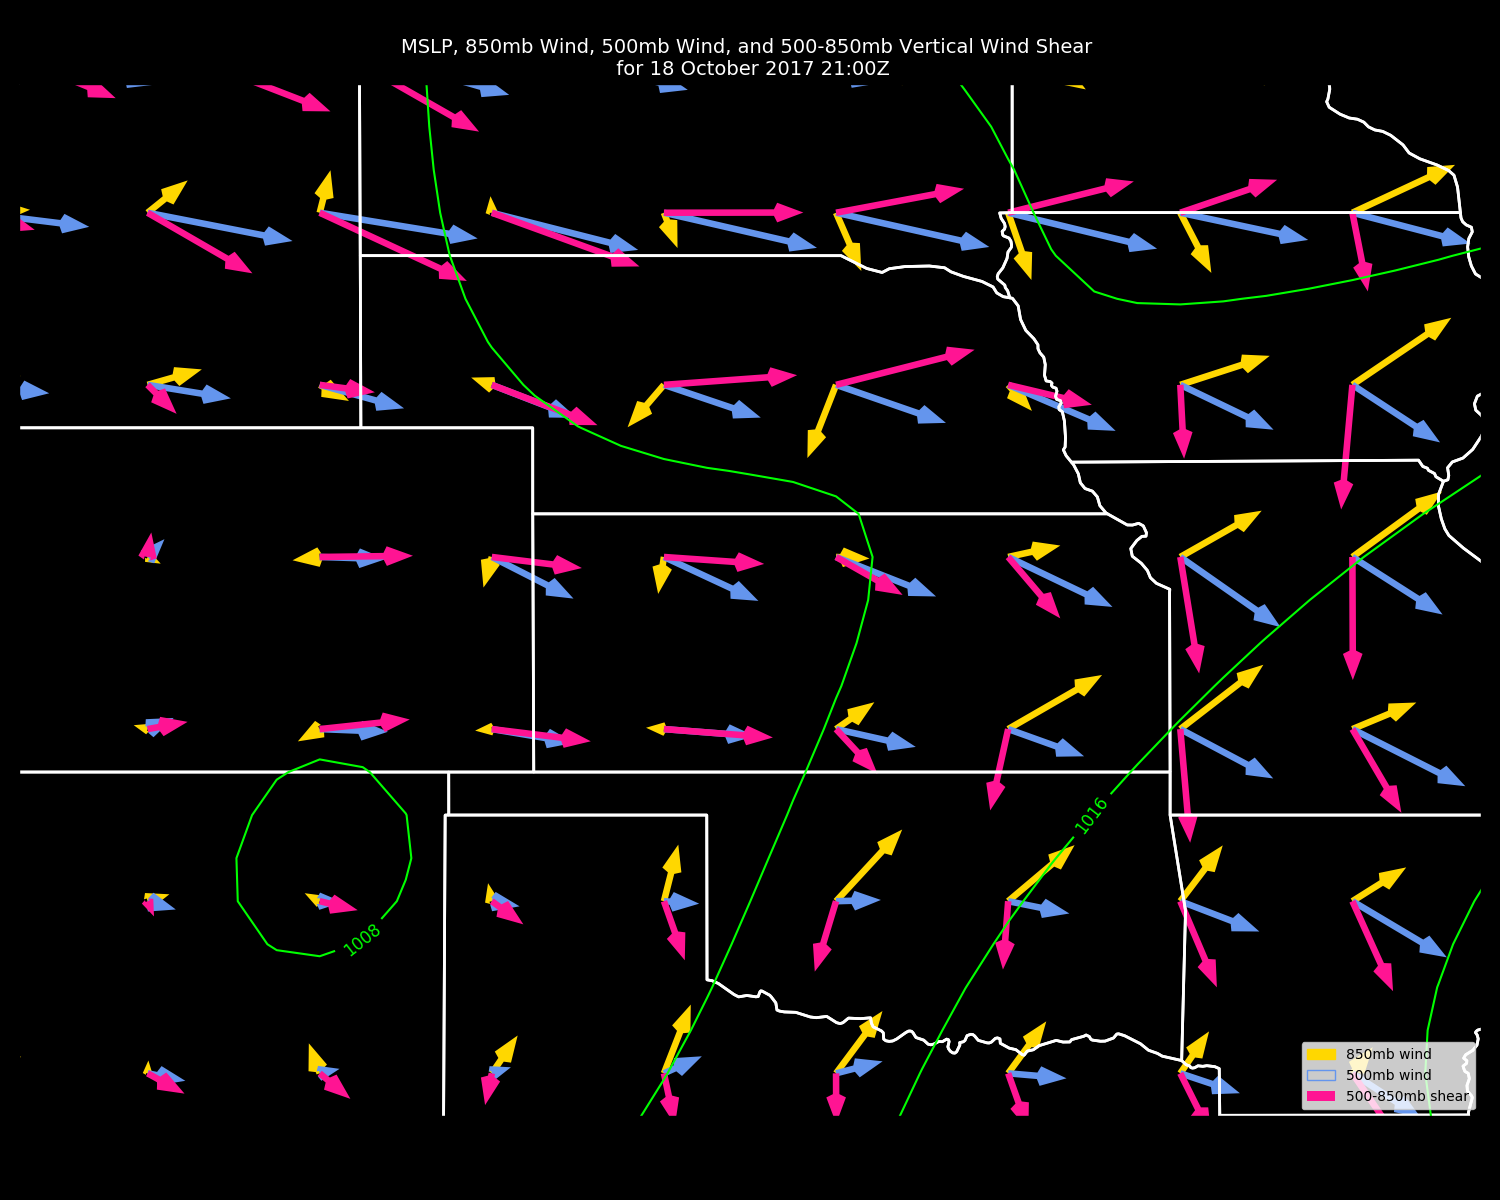 MSLP, 850mb Wind, 500mb Wind, and 500-850mb Vertical Wind Shear
for 18 October 2017 21:00Z
1016
1008
850mb wind
500mb wind
500-850mb shear